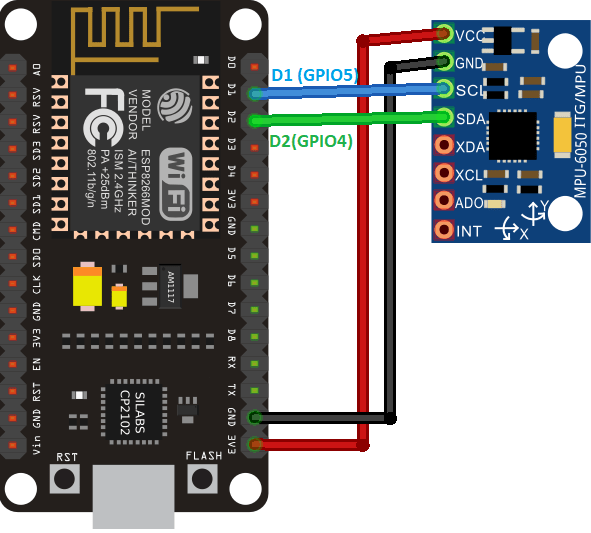 A0
RSV
RSV
SD3
SD2
SD1
CMD
SD0
CLK
GND
3V3
EN
RST
GND
Vin
MODEL
VENDOR
ESP8266MOD
AI/THINKER
ISM 2.4GHz
PA +25dBm
802.11b/g/n
FC
Wi Fi
AM1117
SILABS
CP2102
RST
FLASH
D0
D1
D2
D3
D4
3V3
GND
D5
D6
D7
D8
RX
TX
GND
3V3
D1 (GPIO5)
D2(GPIO4)
VCC
GND
SCL
SDA
XDA
XCL
ADO
INT
Y
X
MPU-6050 ITG/MPU